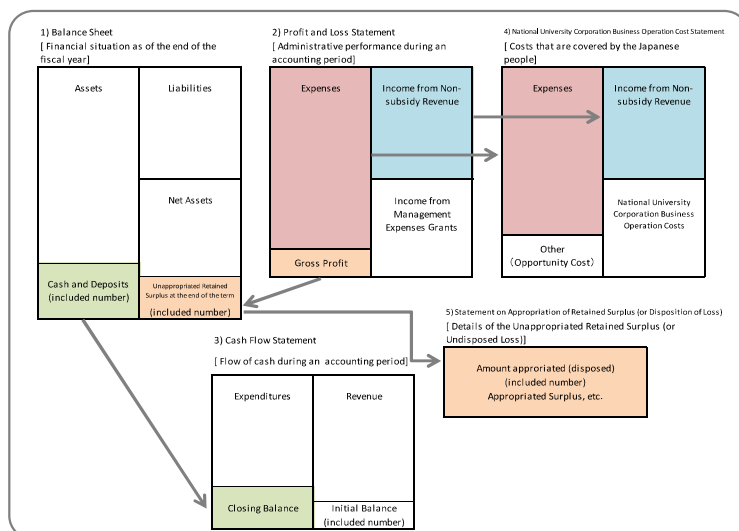 1) Balance Sheet
[ Financial situation as of the end of the
fiscal year]
Assets
Liabilities
Net Assets
Cash and Deposits
(included number)
Unappropriated Retained
Surplus at the end of the term
(included number)
2) Profit and Loss Statement
[ Administrative performance during an
accounting period]
Expenses
Income from Non-
subsidy Revenue
Income from
Management
Expenses Grants
Gross Profit
4) National University Corporation Business Operation Cost Statement
[ Costs that are covered by the Japanese
people]
Expenses
Income from Non-
subsidy Revenue
National University
Corporation Business
Operation Costs
Other
(Opportunity Cost)
3) Cash Flow Statement
[ Flow of cash during an accounting period]
Expenditures
Revenue
Closing Balance
Initial Balance
(included number)
5) Statement on Appropriation of Retained Surplus (or Disposition of Loss)
[ Details of the Unappropriated Retained Surplus (or
Undisposed Loss)]
Amount approriated (disposed)
(included number)
Appropriated Surplus, etc.